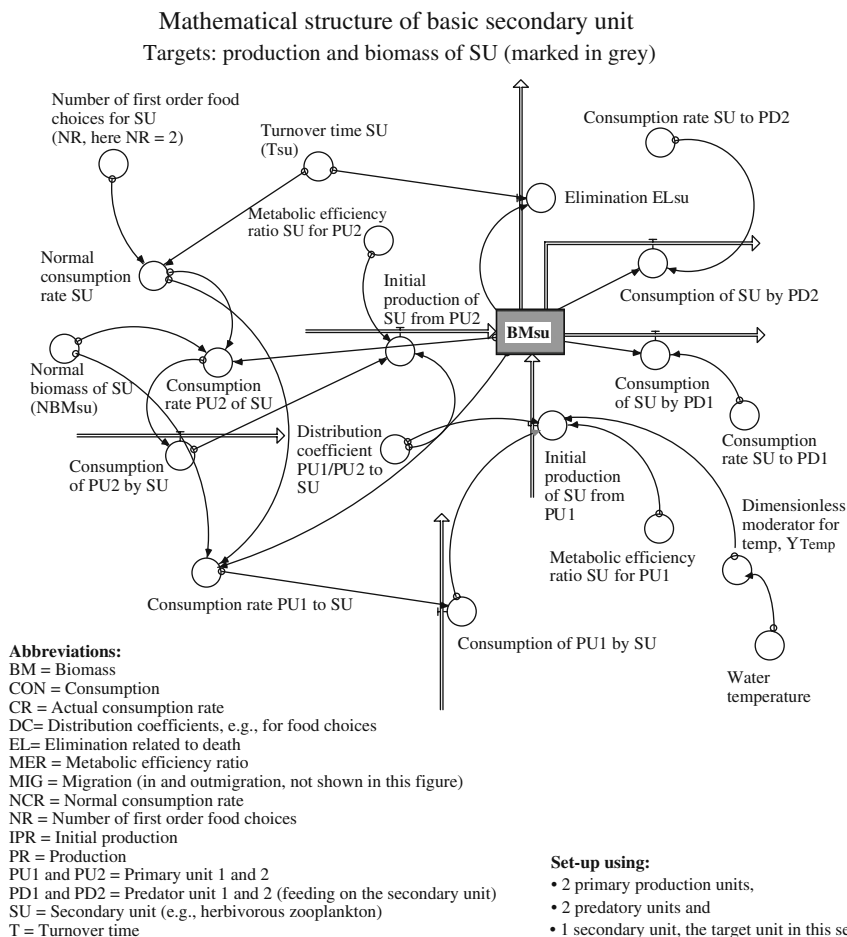 Mathematical structure of basic secondary unit
Targets: production and biomass of SU (marked in grey)
Number of first order food
choices for SU
(NR, here NR = 2)
Turnover time SU
(Tsu)
Consumption rate SU to PD2
Elimination ELsu
Metabolic efficiency
ratio SU for PU2
Normal
consumption
rate SU
Initial
production of
SU from PU2
Consumption of SU by PD2
BMsu
Normal
biomass of SU
(NBMsu)
Consumption
rate PU2 of SU
Consumption
of SU by PD1
Consumption
of PU2 by SU
Distribution
coefficient
PU1/PU2 to
SU
Initial
production
of SU from
PU1
Consumption
rate SU to PD1
Dimensionless
moderator for
temp, YTemp
Metabolic efficiency
ratio SU for PU1
Consumption rate PU1 to SU
Consumption of PU1 by SU
Water
temperature
Abbreviations:
BM = Biomass
CON = Consumption
CR = Actual consumption rate
DC= Distribution coefficients, e.g., for food choices
EL= Elimination related to death
MER = Metabolic efficiency ratio
MIG = Migration (in and outmigration, not shown in this figure)
NCR = Normal consumption rate
NR = Number of first order food choices
IPR = Initial production
PR = Production
PU1 and PU2 = Primary unit 1 and 2
PD1 and PD2 = Predator unit 1 and 2 (feeding on the secondary unit)
SU = Secondary unit (e.g., herbivorous zooplankton)
T = Turnover time
Set-up using:
• 2 primary production units,
• 2 predatory units and
• 1 secondary unit, the target unit in this se